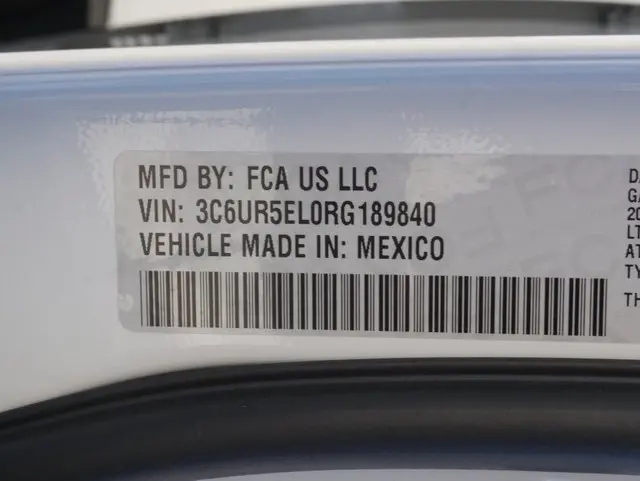 MFD BY: FCA US LLC
VIN: 3C6UR5EL0RG189840
VEHICLE MADE IN: MEXICO